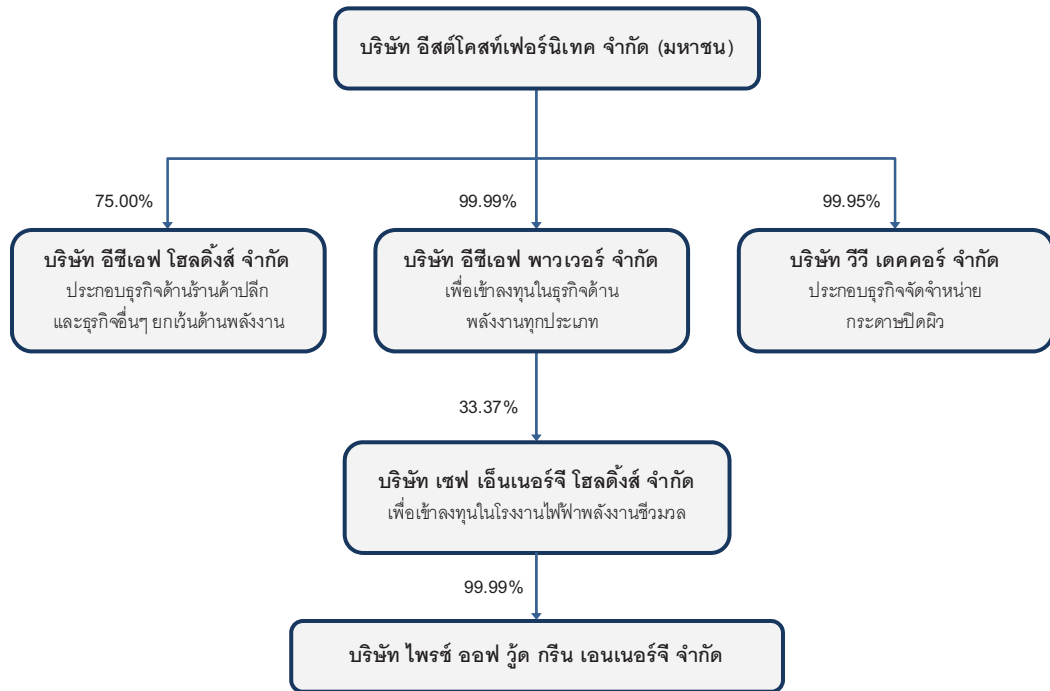 บริษัท อีสต์โคสท์เฟอร์นิเทค จำกัด (มหาชน)
75.00%
99.99%
99.95%
บริษัท อีซีเอฟ โฮลดิ้งส์ จำกัด
ประกอบธุรกิจด้านร้านค้าปลีก
และธุรกิจอื่นๆ ยกเว้นด้านพลังงาน
บริษัท อีซีเอฟ พาวเวอร์ จำกัด
เพื่อเข้าลงทุนในธุรกิจด้าน
พลังงานทุกประเภท
บริษัท วีวี เดคคอร์ จำกัด
ประกอบธุรกิจจัดจำหน่าย
กระดาษปิดผิว
33.37%
บริษัท เซฟ เอ็นเนอร์จี โฮลดิ้งส์ จำกัด
เพื่อเข้าลงทุนในโรงงานไฟฟ้าพลังงานชีวมวล
99.99%
บริษัท ไพรซ์ ออฟ วู้ด กรีน เอนเนอร์จี จำกัด